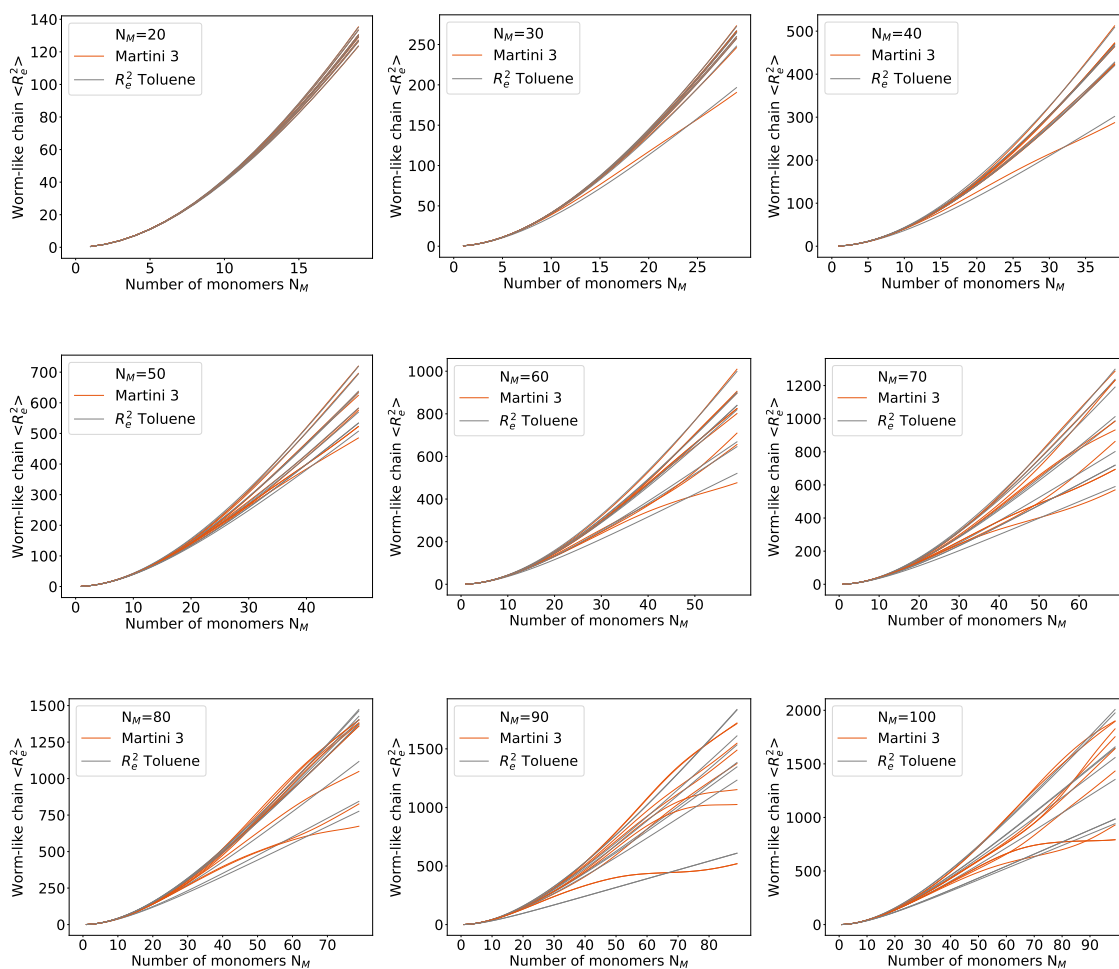 Worm-like chain <R_e^2>
140
120
100
80
60
40
20
0
N_M=20
Martini 3
R_e^2 Toluene
0 5 10 15
Number of monomers N_M
Worm-like chain <R_e^2>
250
200
150
100
50
0
N_M=30
Martini 3
R_e^2 Toluene
0 5 10 15 20 25
Number of monomers N_M
Worm-like chain <R_e^2>
500
400
300
200
100
0
N_M=40
Martini 3
R_e^2 Toluene
0 5 10 15 20 25 30 35
Number of monomers N_M
Worm-like chain <R_e^2>
700
600
500
400
300
200
100
0
N_M=50
Martini 3
R_e^2 Toluene
0 10 20 30 40
Number of monomers N_M
Worm-like chain <R_e^2>
1000
800
600
400
200
0
N_M=60
Martini 3
R_e^2 Toluene
0 10 20 30 40 50
Number of monomers N_M
Worm-like chain <R_e^2>
1200
1000
800
600
400
200
0
N_M=70
Martini 3
R_e^2 Toluene
0 10 20 30 40 50 60
Number of monomers N_M
Worm-like chain <R_e^2>
1500
1250
1000
750
500
250
0
N_M=80
Martini 3
R_e^2 Toluene
0 10 20 30 40 50 60 70
Number of monomers N_M
Worm-like chain <R_e^2>
1500
1000
500
0
N_M=90
Martini 3
R_e^2 Toluene
0 10 20 30 40 50 60 70 80
Number of monomers N_M
Worm-like chain <R_e^2>
2000
1750
1500
1250
1000
750
500
250
0
N_M=100
Martini 3
R_e^2 Toluene
0 10 20 30 40 50 60 70 80 90
Number of monomers N_M